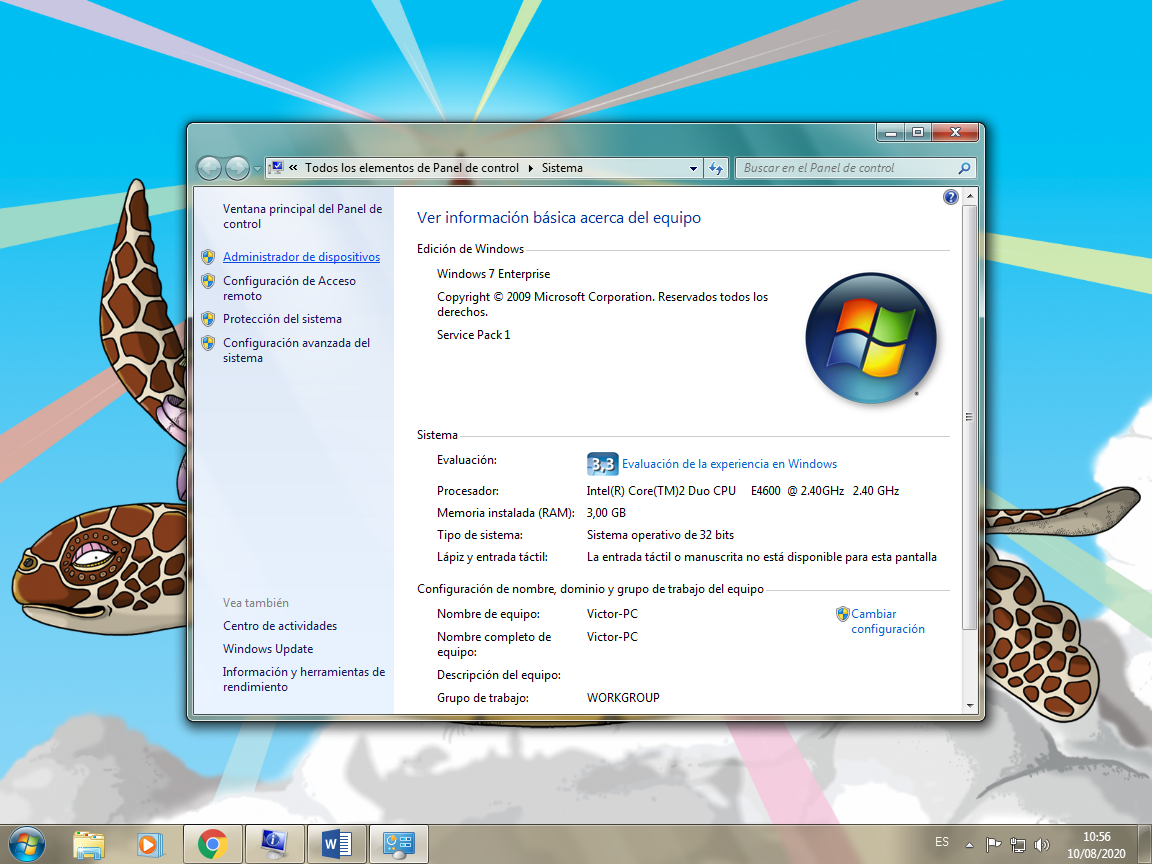 Todos los elementos de Panel de control
Sistema
Buscar en el Panel de control
Ventana principal del Panel de
control
Administrador de dispositivos
Configuración de Acceso
remoto
Protección del sistema
Configuración avanzada del
sistema
Vea también
Centro de actividades
Windows Update
Información y herramientas de
rendimiento
Ver información básica acerca del equipo
Edición de Windows
Windows 7 Enterprise
Copyright © 2009 Microsoft Corporation. Reservados todos los
derechos.
Service Pack 1
Sistema
Evaluación: 3,3 Evaluación de la experiencia en Windows
Procesador: Intel(R) Core(TM)2 Duo CPU E4600 @ 2.40GHz 2.40 GHz
Memoria instalada (RAM): 3,00 GB
Tipo de sistema: Sistema operativo de 32 bits
Lápiz y entrada táctil: La entrada táctil o manuscrita no está disponible para esta pantalla
Configuración de nombre, dominio y grupo de trabajo del equipo
Nombre de equipo: Victor-PC
Cambiar
configuración
Nombre completo de
equipo: Victor-PC
Descripción del equipo:
Grupo de trabajo: WORKGROUP
ES
10:56
10/08/2020